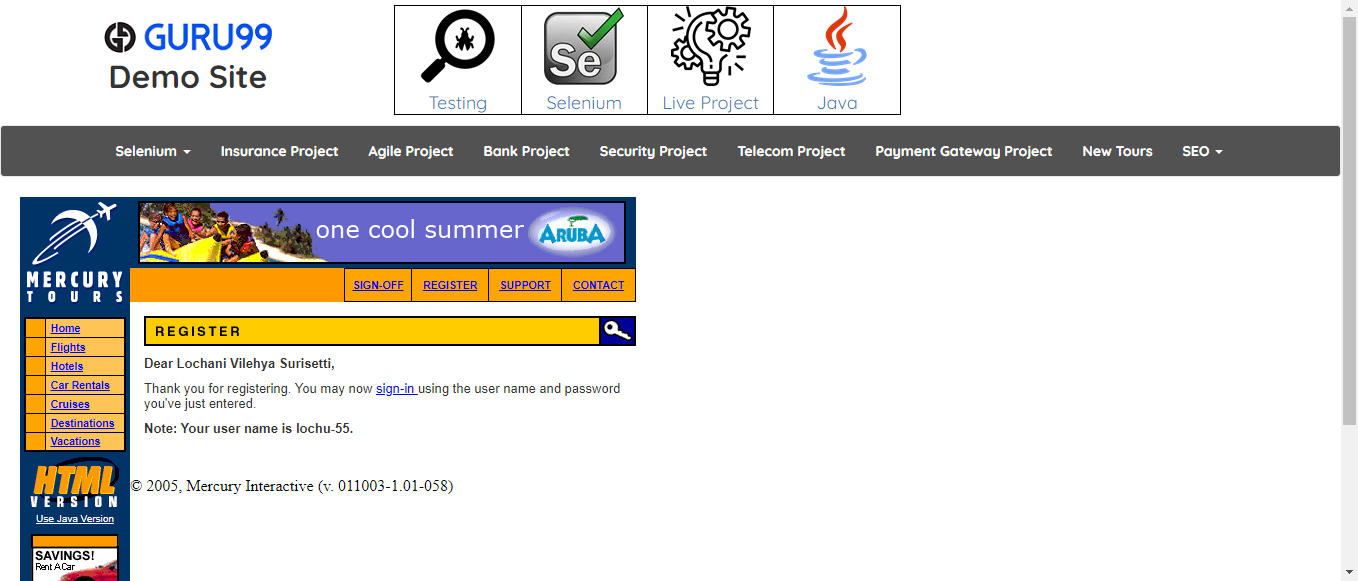 GURU99
Demo Site
Se
Testing Selenium Live Project Java
Selenium Insurance Project Agile Project Bank Project Security Project Telecom Project Payment Gateway Project New Tours SEO
one cool summer ARUBA
MERCURY
TOURS
SIGN-OFF REGISTER SUPPORT CONTACT
REGISTER
Home
Flights
Hotels
Car Rentals
Cruises
Destinations
Vacations
Dear Lochani Vilehya Surisetti,
Thank you for registering. You may now sign-in using the user name and password
you've just entered.
Note: Your user name is lochu-55.
HTML
VERSION
Use Java Version
© 2005, Mercury Interactive (v. 011003-1.01-058)
SAVINGS!
Rent A Car